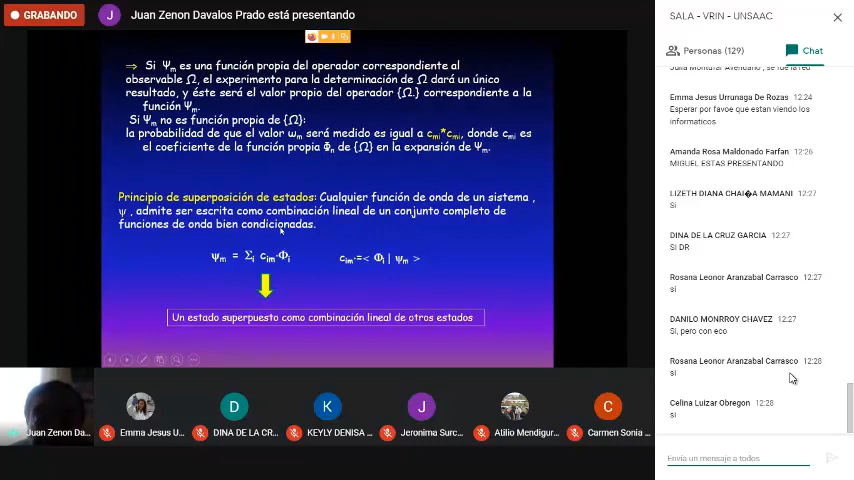 GRABANDO
J
Juan Zenon Davalos Prado está presentando
⇒ Si Ψm es una función propia del operador correspondiente al
observable Ω, el experimento para la determinación de Ω dará un único
resultado, y éste será el valor propio del operador {Ω.} correspondiente a la
función Ψm.
Si Ψm no es función propia de {Ω}:
la probabilidad de que el valor ωm será medido es igual a cmi*cmi, donde cmi es
el coeficiente de la función propia Φn de {Ω} en la expansión de Ψm.
Principio de superposición de estados: Cualquier función de onda de un sistema ,
ψ , admite ser escrita como combinación lineal de un conjunto completo de
funciones de onda bien condicionadas.
ψm = Σi cim·Φi cim·=< Φi | ψm >
Un estado superpuesto como combinación lineal de otros estados
Juan Zenon Da...
Emma Jesus U...
D
DINA DE LA CR...
K
KEYLY DENISA ...
J
Jeronima Surc...
Atilio Mendigur...
C
Carmen Sonia ...
SALA - VRIN - UNSAAC
Personas (129)
Chat
Emma Jesus Urrunaga De Rozas 12:24
Esperar por favoe que estan viendo los
informaticos
Amanda Rosa Maldonado Farfan 12:26
MIGUEL ESTAS PRESENTANDO
LIZETH DIANA CHAI�A MAMANI 12:27
Si
DINA DE LA CRUZ GARCIA 12:27
SI DR
Rosana Leonor Aranzabal Carrasco 12:27
si
DANILO MONRROY CHAVEZ 12:27
Si, pero con eco
Rosana Leonor Aranzabal Carrasco 12:28
si
Celina Luizar Obregon 12:28
si
Envía un mensaje a todos